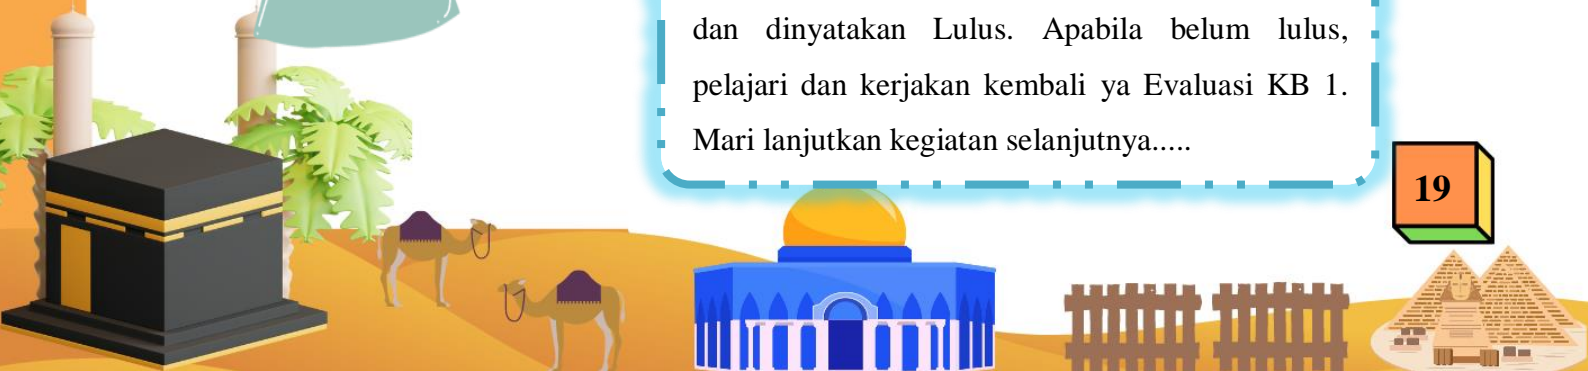 dan dinyatakan Lulus. Apabila belum lulus,
pelajari dan kerjakan kembali ya Evaluasi KB 1.
Mari lanjutkan kegiatan selanjutnya.....
19